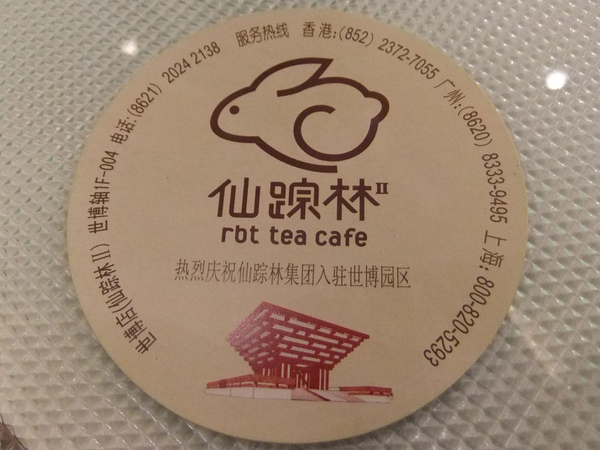 世博店(仙踪林II) 世博轴1F-004 电话:(8621) 2024 2138 服务热线 香港:(852) 2372-7055 广州:(8620) 8333-9495 上海: 800-820-5293
仙踪林II
rbt tea cafe
热烈庆祝仙踪林集团入驻世博园区